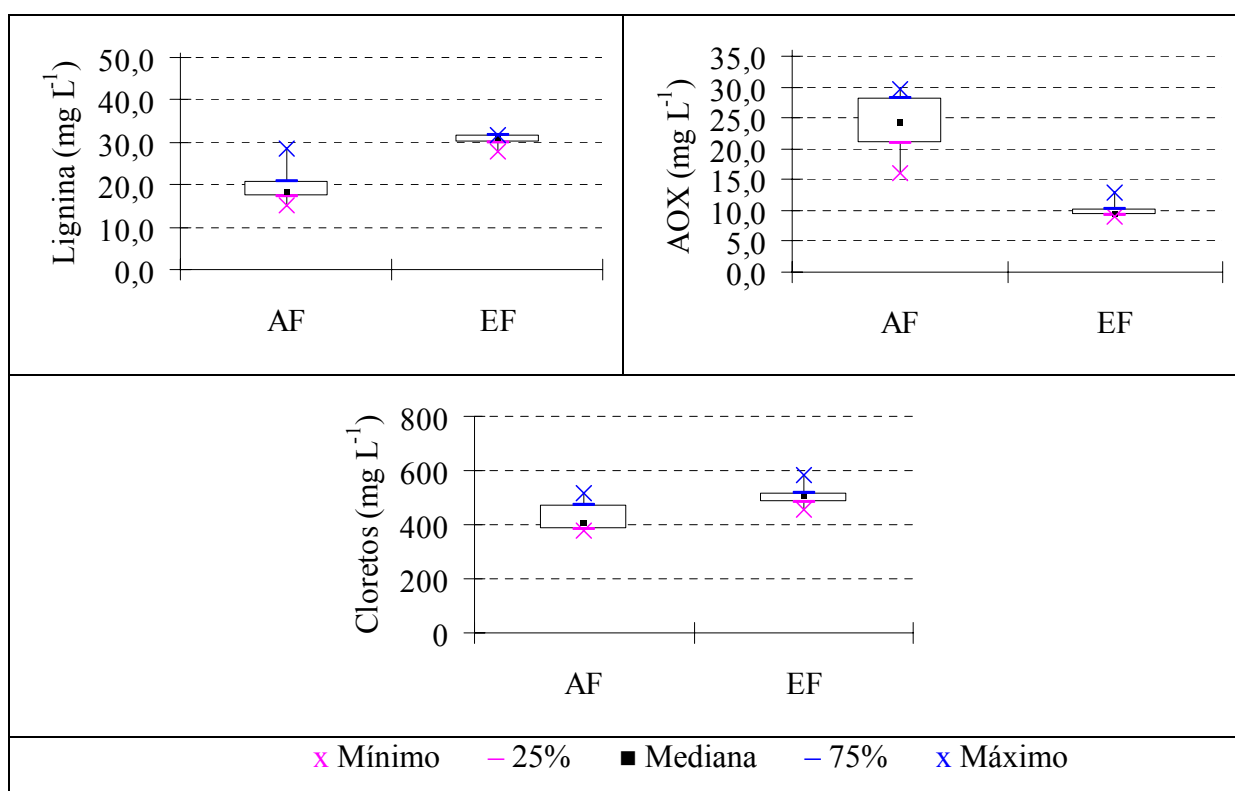 Lignina (mg L-1)
50,0
40,0
30,0
20,0
10,0
0,0
AF EF
AOX (mg L-1)
35,0
30,0
25,0
20,0
15,0
10,0
5,0
0,0
AF EF
Cloretos (mg L-1)
800
600
400
200
0
AF EF
x Mínimo – 25% ■ Mediana – 75% x Máximo